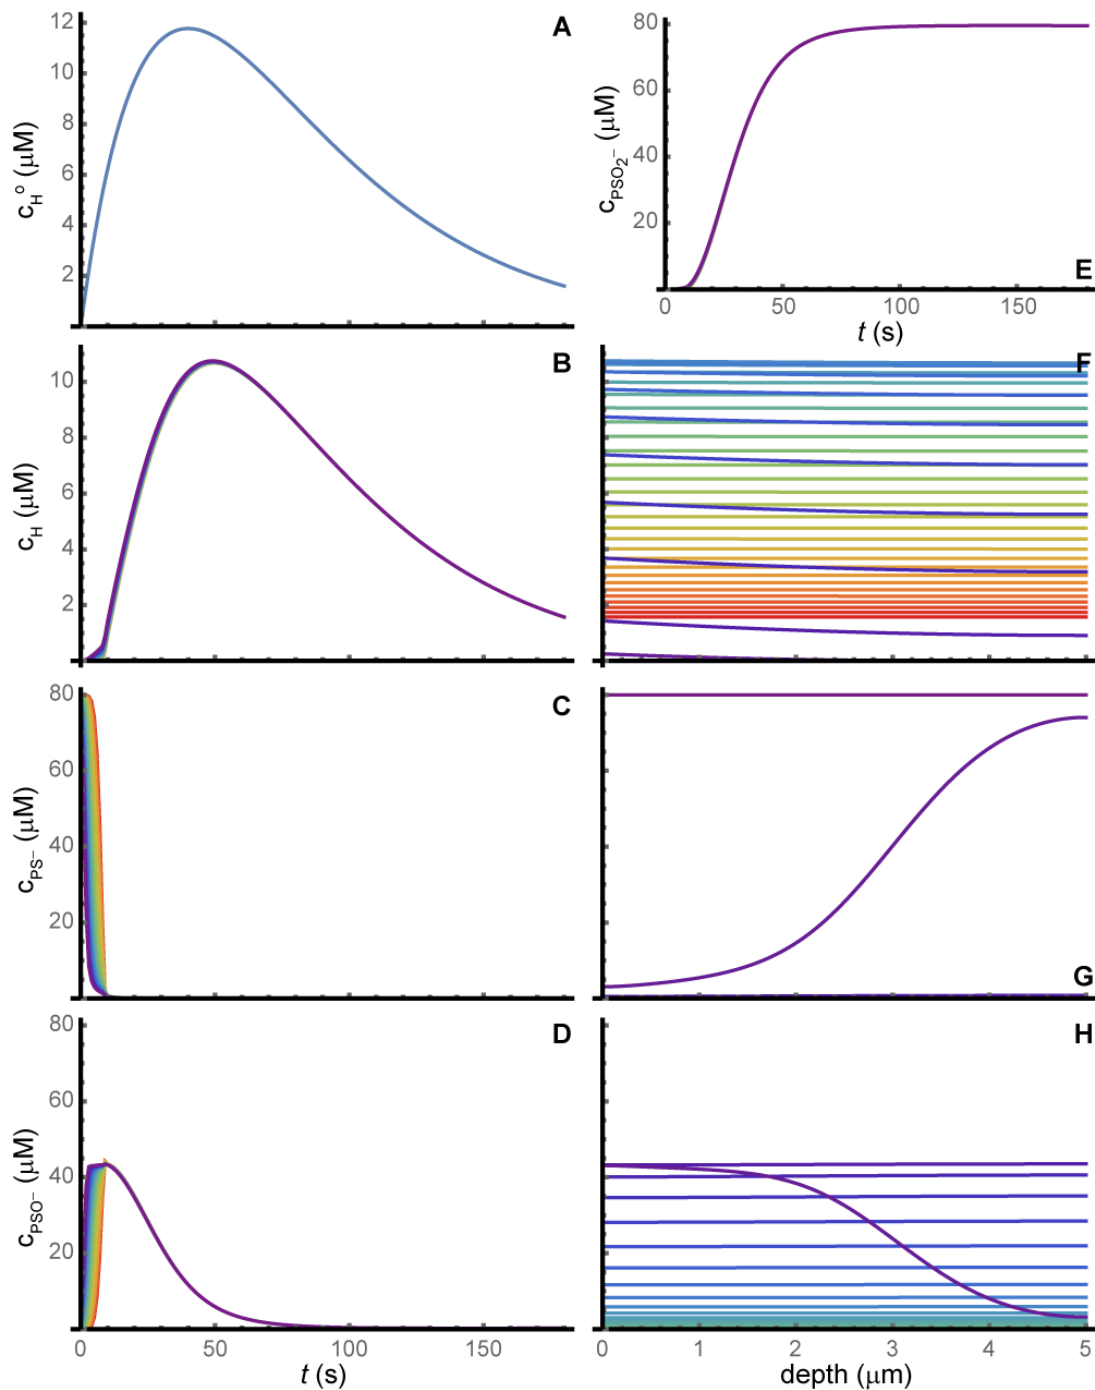 A
12
10
8
6
4
2
c_H° (μM)
B
10
8
6
4
2
c_H (μM)
C
80
60
40
20
c_PS⁻ (μM)
D
80
60
40
20
c_PSO⁻ (μM)
0 50 100 150
t (s)
80
60
40
20
c_PSO₂⁻ (μM)
E
0 50 100 150
t (s)
F
G
H
0 1 2 3 4 5
depth (μm)